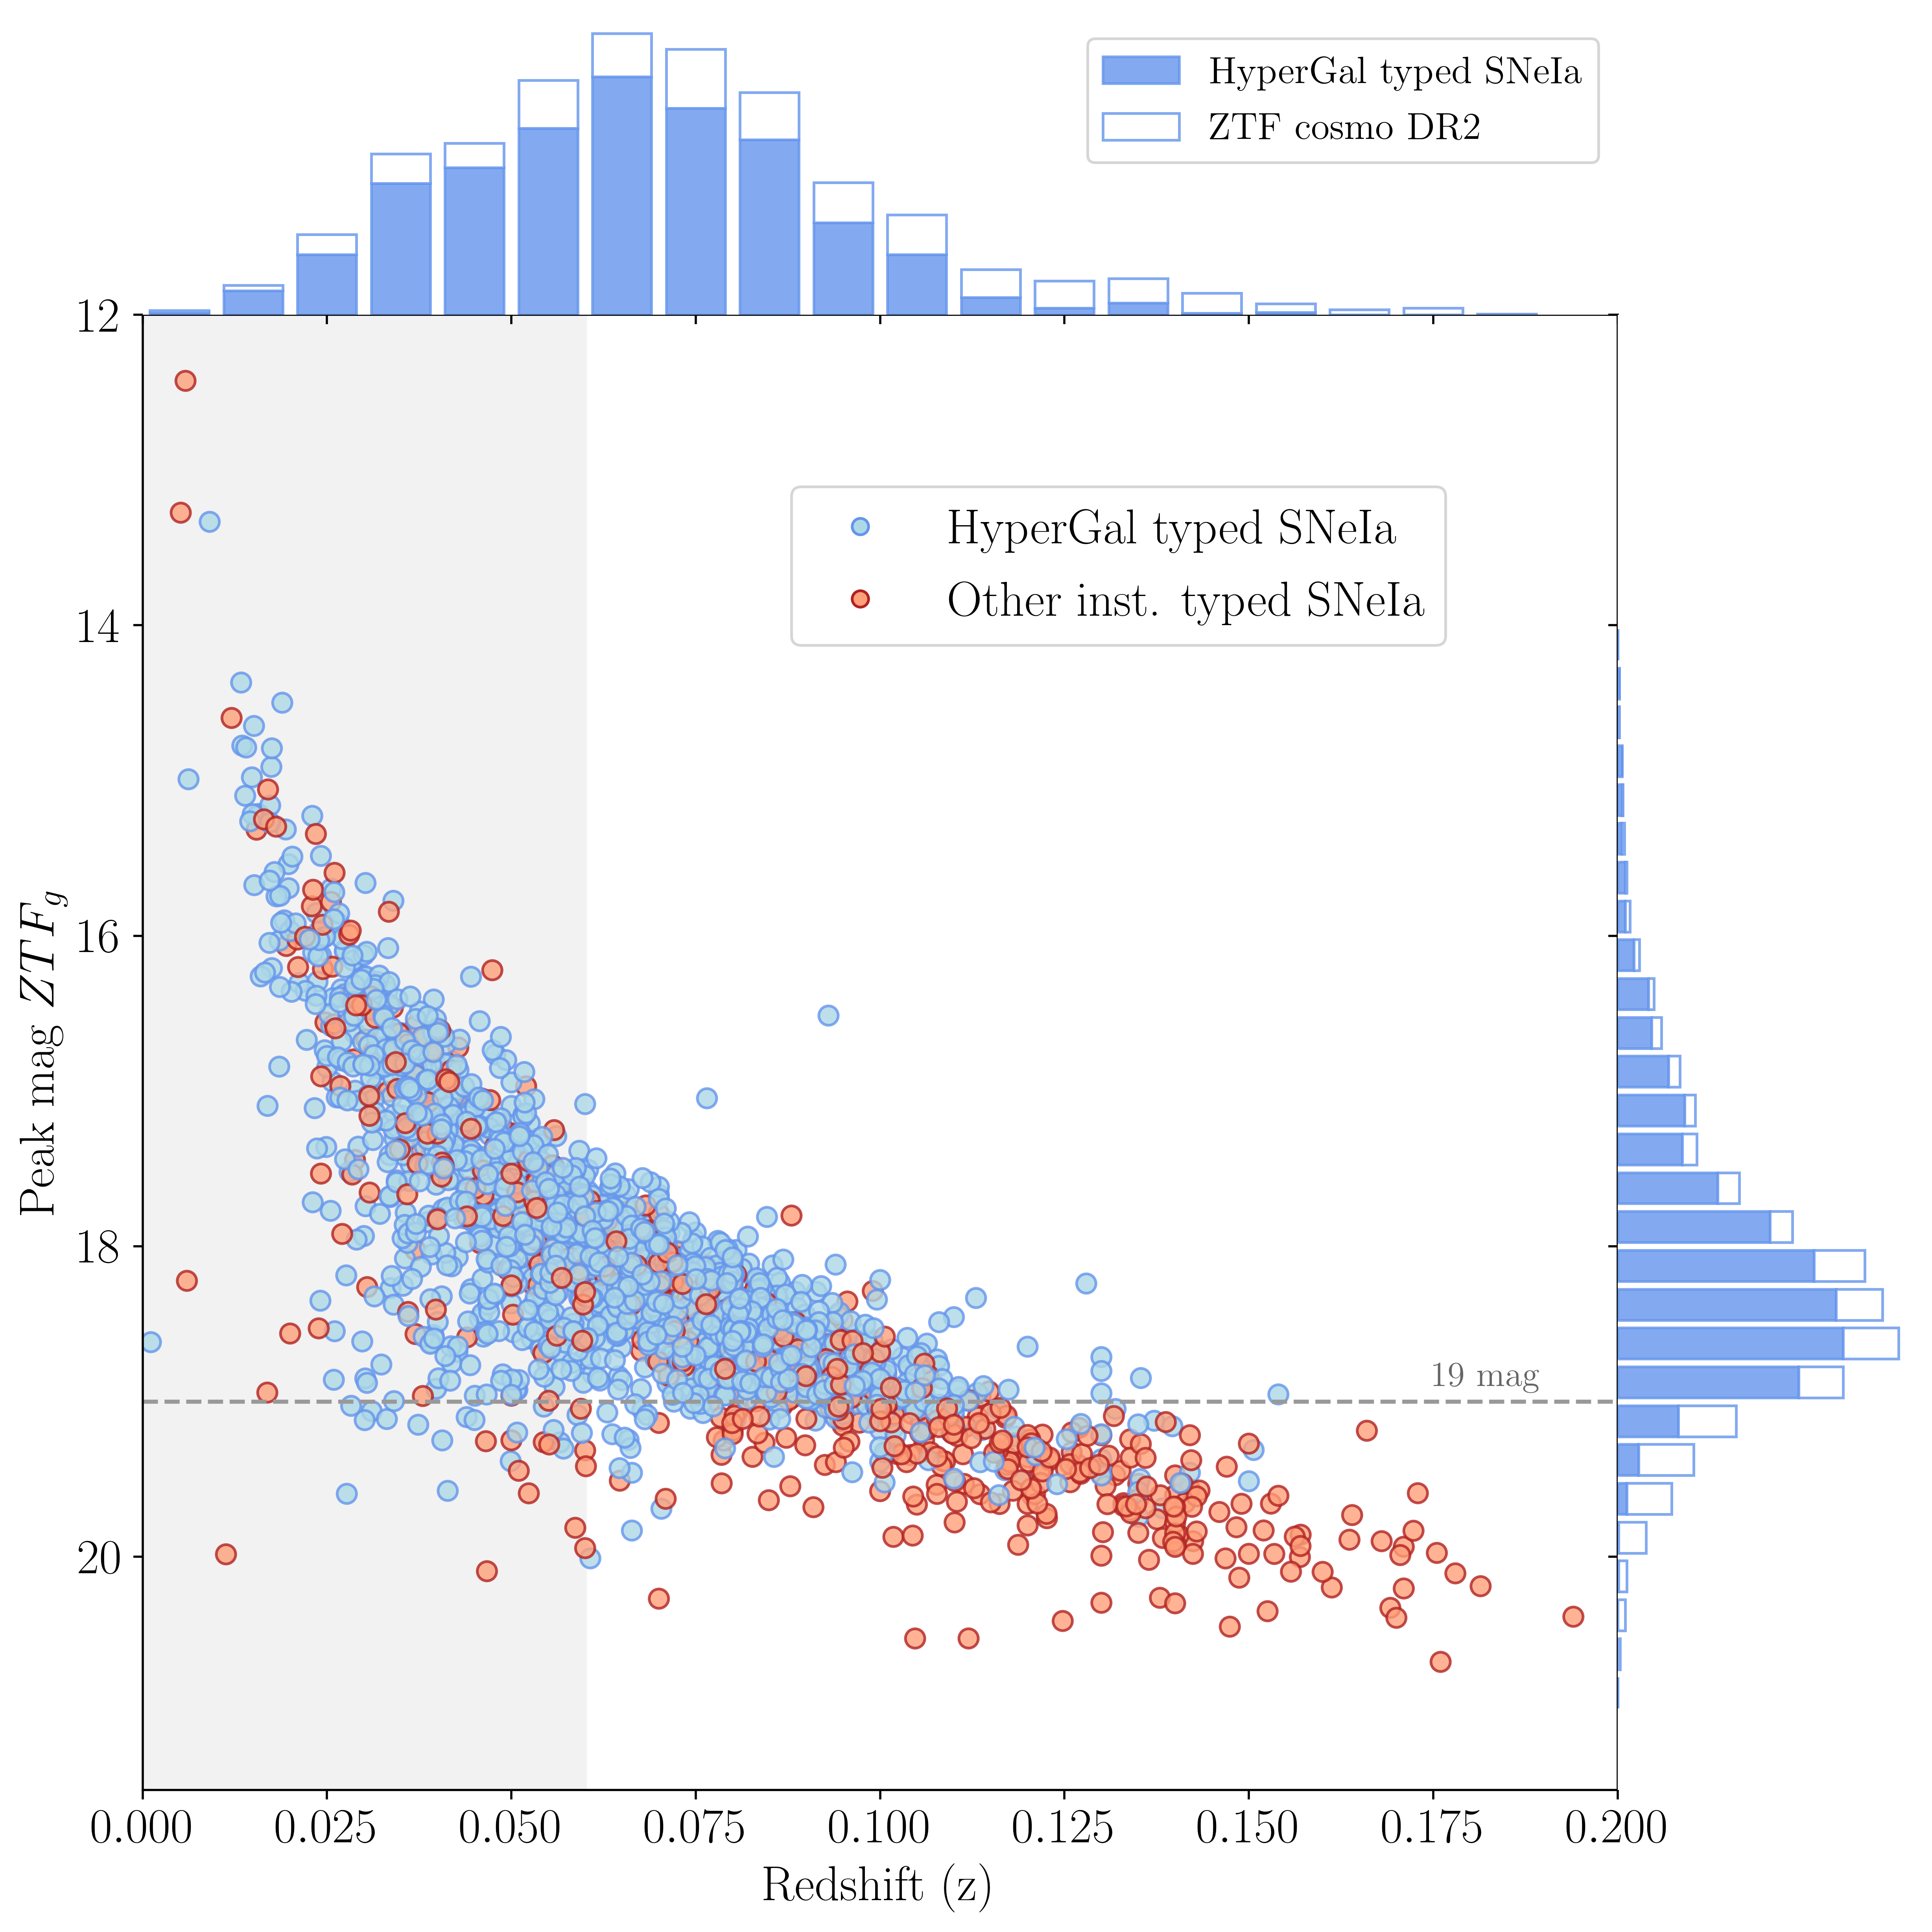 HyperGal typed SNeIa
ZTF cosmo DR2
12
14
16
18
20
Peak mag ZTF_g
HyperGal typed SNeIa
Other inst. typed SNeIa
19 mag
0.000 0.025 0.050 0.075 0.100 0.125 0.150 0.175 0.200
Redshift (z)